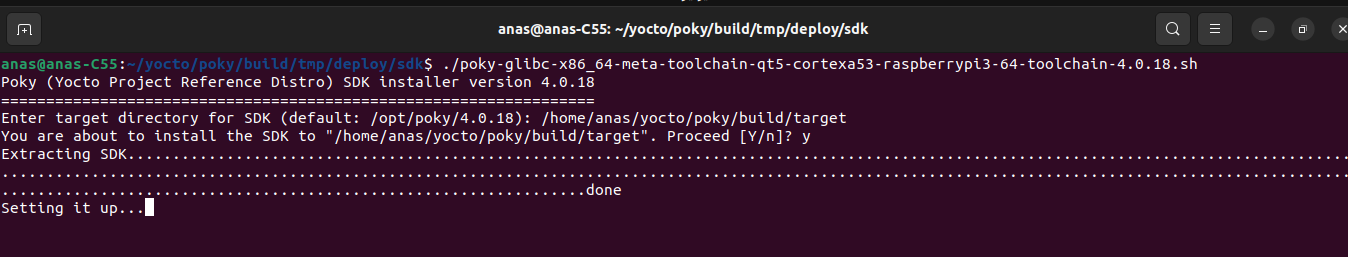 anas@anas-C55: ~/yocto/poky/build/tmp/deploy/sdk
anas@anas-C55:~/yocto/poky/build/tmp/deploy/sdk$ ./poky-glibc-x86_64-meta-toolchain-qt5-cortexa53-raspberrypi3-64-toolchain-4.0.18.sh
Poky (Yocto Project Reference Distro) SDK installer version 4.0.18
==================================================================
Enter target directory for SDK (default: /opt/poky/4.0.18): /home/anas/yocto/poky/build/target
You are about to install the SDK to "/home/anas/yocto/poky/build/target". Proceed [Y/n]? y
Extracting SDK.......................................................................................................................................
......................................................................................................................................................
.................................................................done
Setting it up...